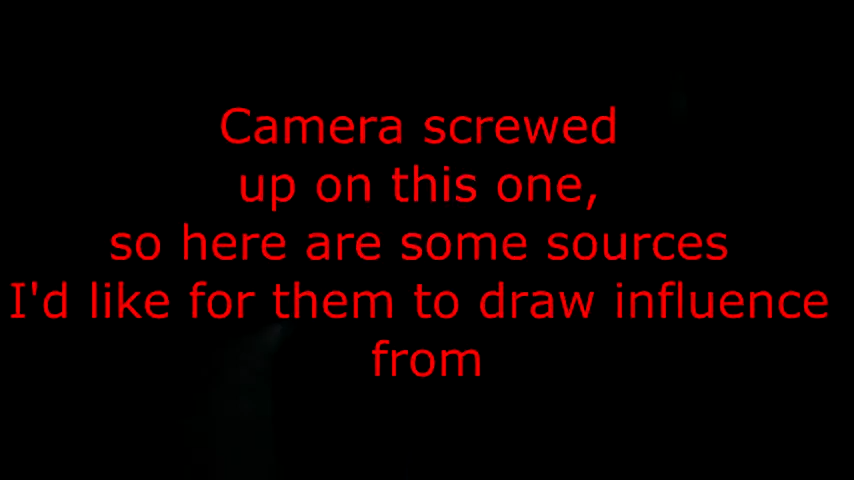 Camera screwed
up on this one,
so here are some sources
I'd like for them to draw influence
from